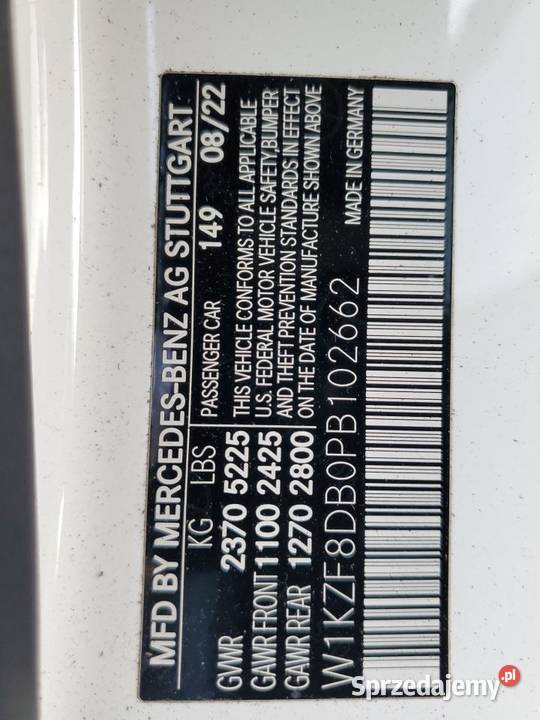 MFD BY MERCEDES-BENZ AG STUTTGART
KG LBS PASSENGER CAR 149 08/22
GVWR 2370 5225
GAWR FRONT 1100 2425
GAWR REAR 1270 2800
THIS VEHICLE CONFORMS TO ALL APPLICABLE
U.S. FEDERAL MOTOR VEHICLE SAFETY, BUMPER
AND THEFT PREVENTION STANDARDS IN EFFECT
ON THE DATE OF MANUFACTURE SHOWN ABOVE
W1KZF8DB0PB102662 MADE IN GERMANY
Sprzedajemy.pl